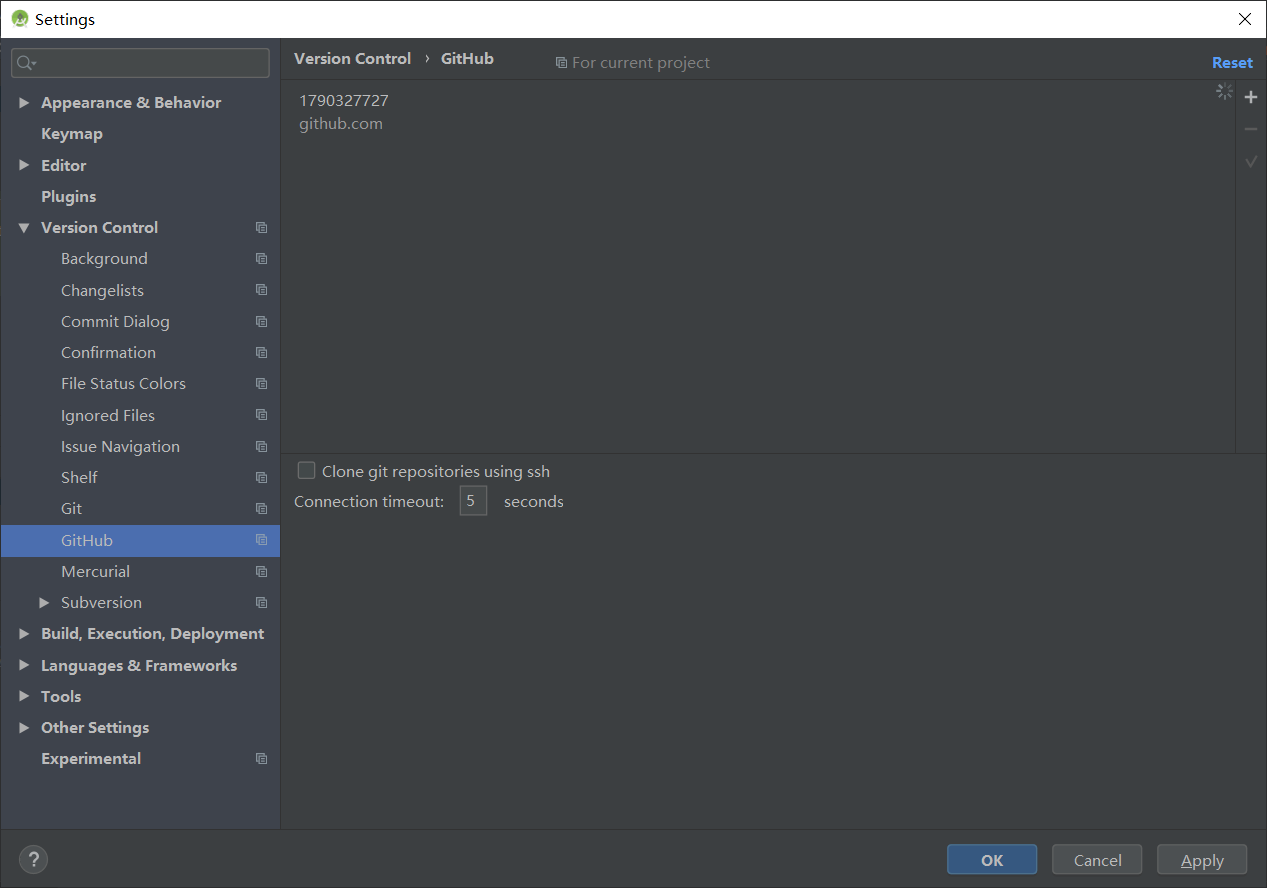 Settings
Version Control › GitHub
For current project
Reset
Appearance & Behavior
Keymap
Editor
Plugins
Version Control
Background
Changelists
Commit Dialog
Confirmation
File Status Colors
Ignored Files
Issue Navigation
Shelf
Git
GitHub
Mercurial
Subversion
Build, Execution, Deployment
Languages & Frameworks
Tools
Other Settings
Experimental
1790327727
github.com
Clone git repositories using ssh
Connection timeout: 5 seconds
?
OK
Cancel
Apply